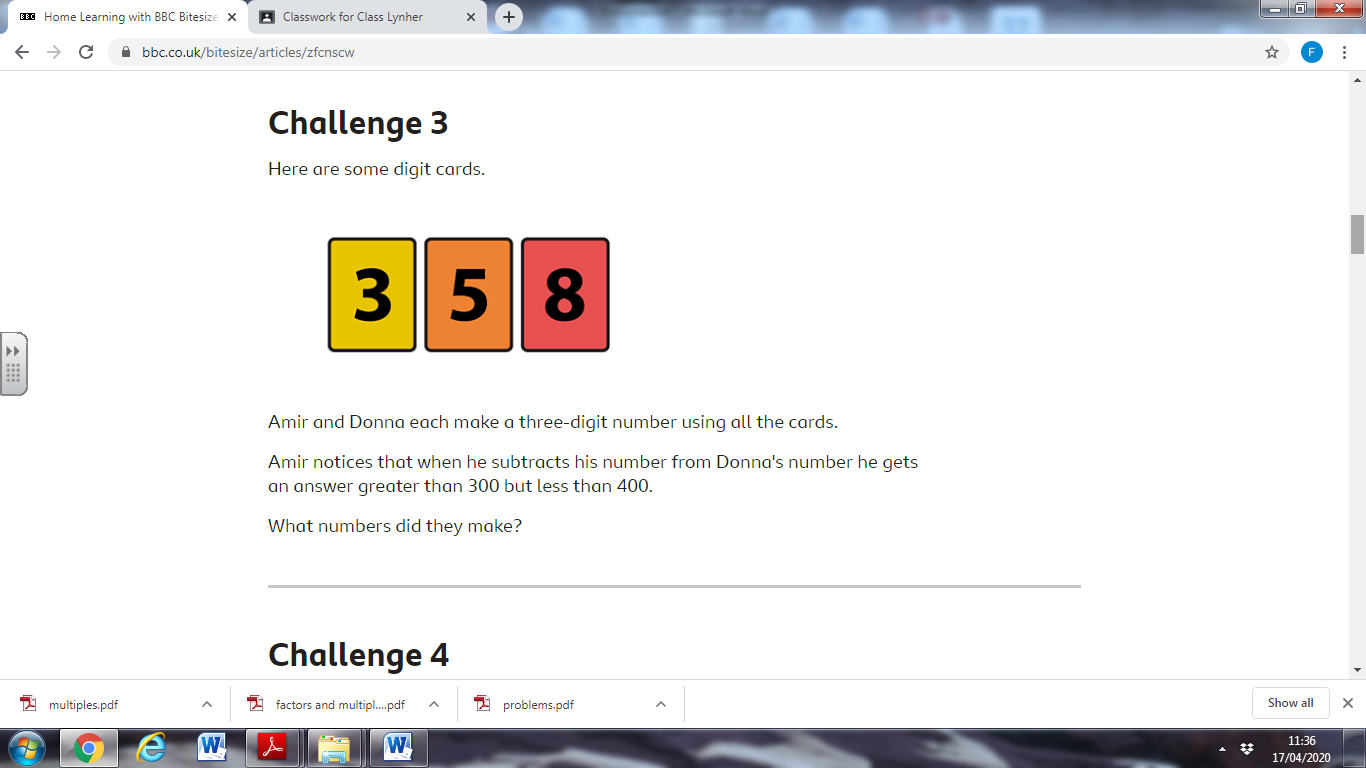 BBC Home Learning with BBC Bitesize
Classwork for Class Lynher
bbc.co.uk/bitesize/articles/zfcnscw
F
Challenge 3
Here are some digit cards.
3 5 8
Amir and Donna each make a three-digit number using all the cards.
Amir notices that when he subtracts his number from Donna's number he gets
an answer greater than 300 but less than 400.
What numbers did they make?
Challenge 4
multiples.pdf
factors and multipl....pdf
problems.pdf
Show all
11:36
17/04/2020